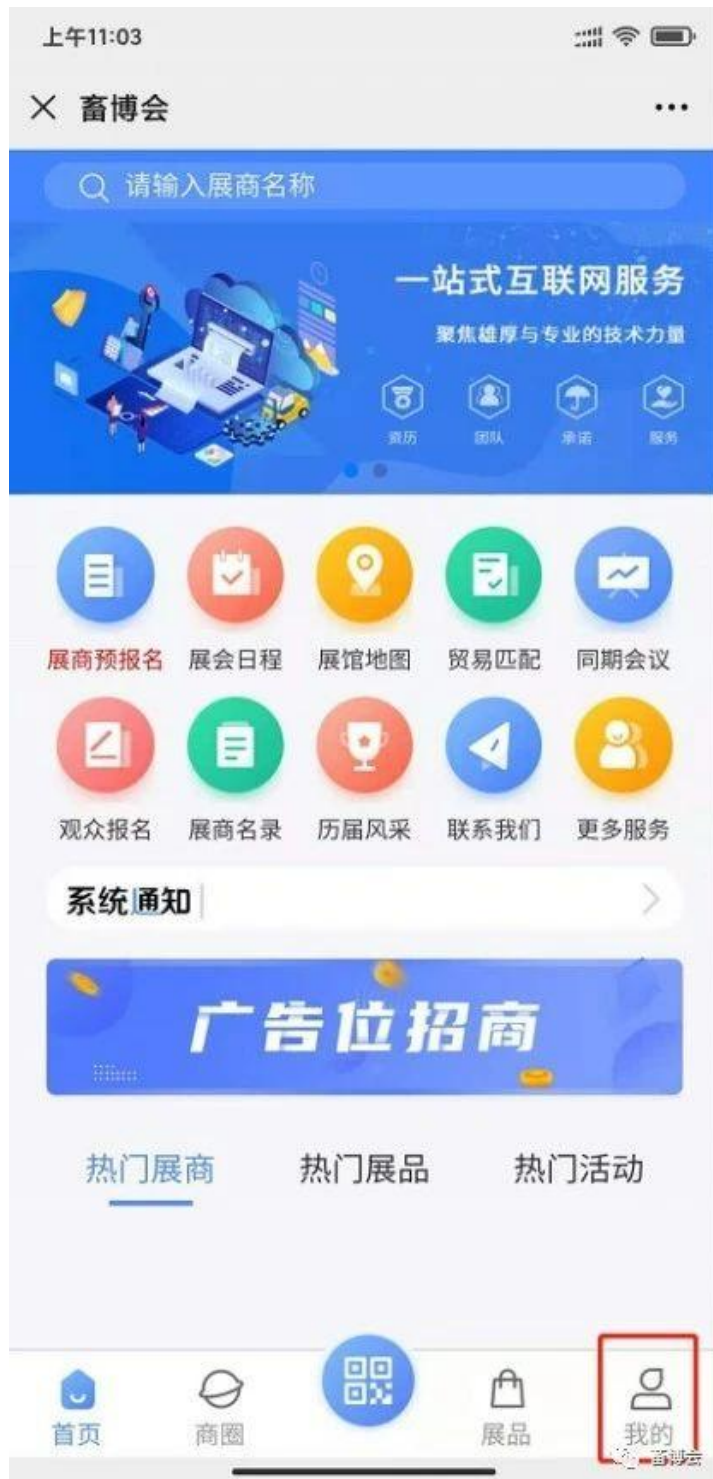 上午11:03
畜博会
请输入展商名称
一站式互联网服务
聚焦雄厚与专业的技术力量
资历 团队 承诺 服务
展商预报名 展会日程 展馆地图 贸易匹配 同期会议
观众报名 展商名录 历届风采 联系我们 更多服务
系统通知
广告位招商
热门展商 热门展品 热门活动
首页 商圈 展品 我的
畜博会